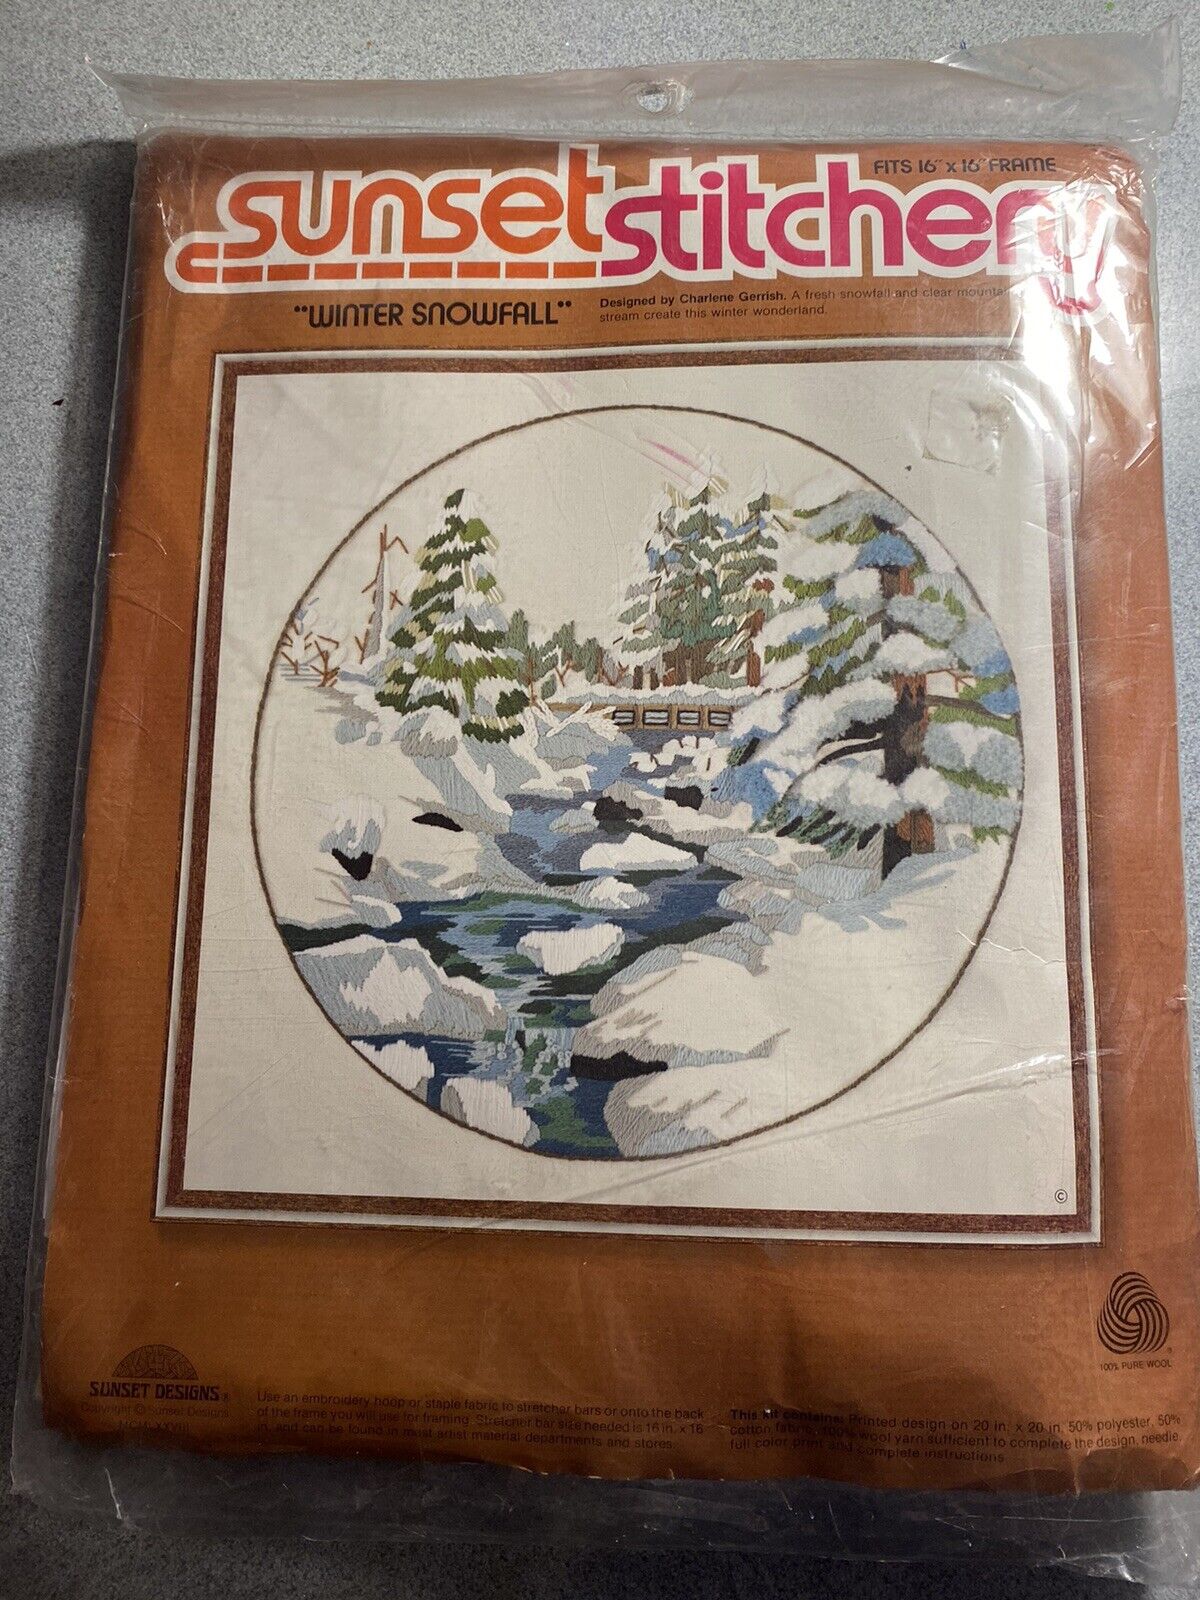 FITS 16" x 16" FRAME
sunset stitchery
"WINTER SNOWFALL"
Designed by Charlene Gerrish. A fresh snowfall and clear mountain
stream create this winter wonderland.
©
100% PURE WOOL
SUNSET DESIGNS®
Copyright © Sunset Designs
Use an embroidery hoop or staple fabric to stretcher bars or onto the back
of the frame you will use for framing. Stretcher bar size needed is 16 in. x 16
in. and can be found in most artist material departments and stores.
This kit contains: Printed design on 20 in. x 20 in. 50% polyester, 50%
cotton fabric, 100% wool yarn sufficient to complete the design, needle,
full color print and complete instructions.